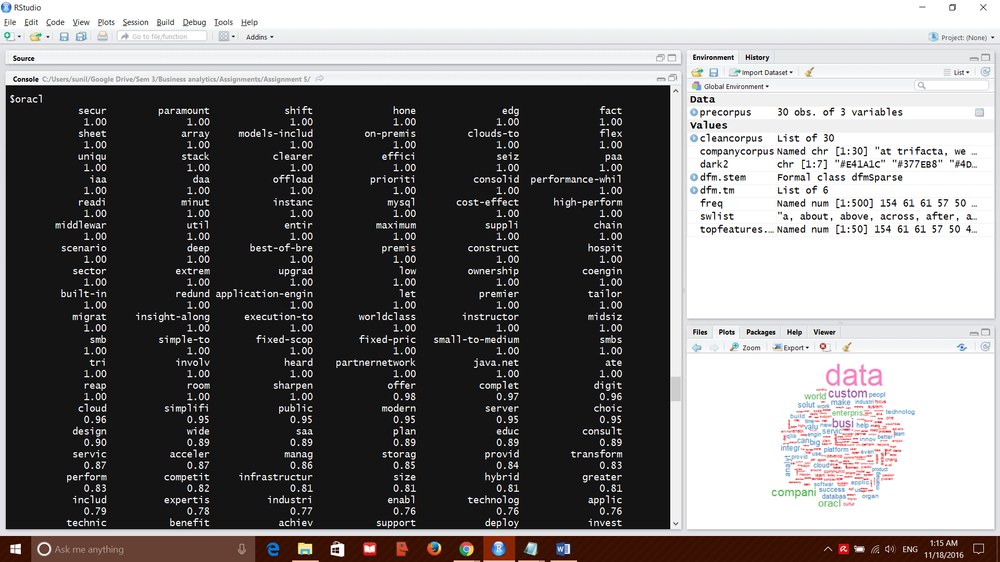 RStudio
File Edit Code View Plots Session Build Debug Tools Help
Go to file/function Addins Project: (None)
Source
Console C:/Users/sunil/Google Drive/Sem 3/Business analytics/Assignments/Assignment 5/
$oracl
secur paramount shift hone edg fact
1.00 1.00 1.00 1.00 1.00 1.00
sheet array models-includ on-premis clouds-to flex
1.00 1.00 1.00 1.00 1.00 1.00
uniqu stack clearer effici seiz paa
1.00 1.00 1.00 1.00 1.00 1.00
iaa daa offload prioriti consolid performance-whil
1.00 1.00 1.00 1.00 1.00 1.00
readi minut instanc mysql cost-effect high-perform
1.00 1.00 1.00 1.00 1.00 1.00
middlewar util entir maximum suppli chain
1.00 1.00 1.00 1.00 1.00 1.00
scenario deep best-of-bre premis construct hospit
1.00 1.00 1.00 1.00 1.00 1.00
sector extrem upgrad low ownership coengin
1.00 1.00 1.00 1.00 1.00 1.00
built-in redund application-engin let premier tailor
1.00 1.00 1.00 1.00 1.00 1.00
migrat insight-along execution-to worldclass instructor midsiz
1.00 1.00 1.00 1.00 1.00 1.00
smb simple-to fixed-scop fixed-pric small-to-medium smbs
1.00 1.00 1.00 1.00 1.00 1.00
tri involv heard partnernetwork java.net ate
1.00 1.00 1.00 1.00 1.00 1.00
reap room sharpen offer complet digit
1.00 1.00 1.00 0.98 0.97 0.96
cloud simplifi public modern server choic
0.96 0.95 0.95 0.95 0.95 0.95
design wide saa plan educ consult
0.90 0.89 0.89 0.89 0.89 0.89
servic acceler manag storag provid transform
0.87 0.87 0.86 0.85 0.84 0.83
perform competit infrastructur size hybrid greater
0.83 0.82 0.81 0.81 0.81 0.81
includ expertis industri enabl technolog applic
0.79 0.78 0.77 0.76 0.76 0.76
technic benefit achiev support deploy invest
Environment History
Import Dataset List
Global Environment
Data
precorpus 30 obs. of 3 variables
Values
cleancorpus List of 30
companycorpus Named chr [1:30] "at trifacta, we …
dark2 chr [1:7] "#E41A1C" "#377EB8" "#4D…
dfm.stem Formal class dfmSparse
dfm.tm List of 6
freq Named num [1:500] 154 61 61 57 50 …
swlist "a, about, above, across, after, a…
topfeatures.… Named num [1:50] 154 61 61 57 50 4…
Files Plots Packages Help Viewer
Zoom Export
data
world custom peopl
solut work make industri focus
system
enterpris technolog
build one
time valu new busi help
servic
qlik engin better team
can big innov
integr platform everi
provid use develop chang
analyt cloud product
learn manag
softwar applic
compani success us
databas organ
oracl cultur
Ask me anything
ENG 1:15 AM
11/18/2016